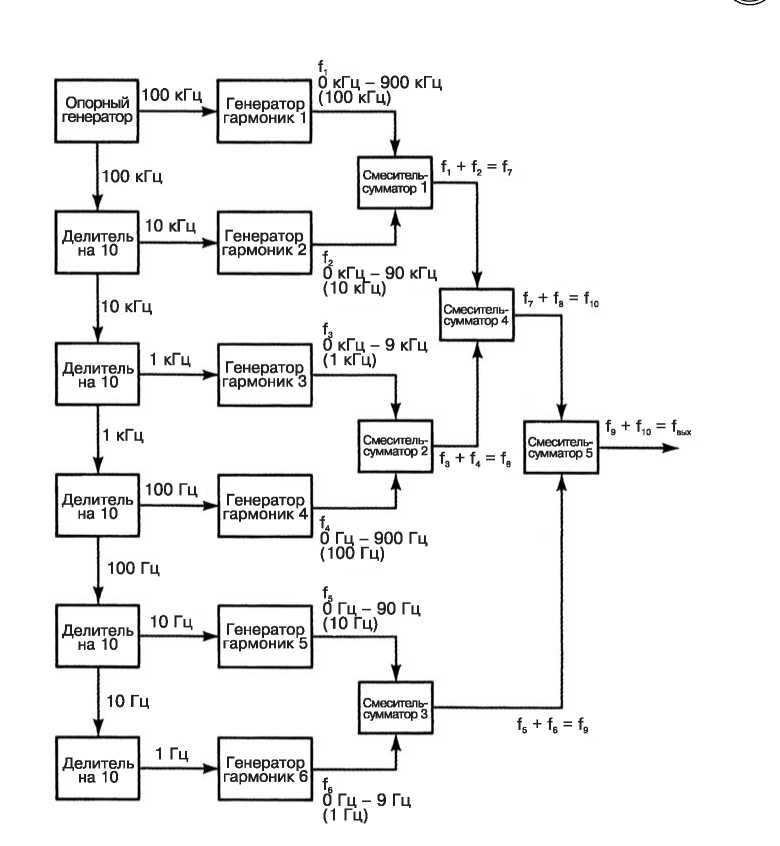 f₁
0 кГц – 900 кГц
(100 кГц)
Опорный
генератор
100 кГц
Генератор
гармоник 1
100 кГц
Смеситель-
сумматор 1
f₁ + f₂ = f₇
Делитель
на 10
10 кГц
Генератор
гармоник 2
f₂
0 кГц – 90 кГц
(10 кГц)
10 кГц
Смеситель-
сумматор 4
f₇ + f₈ = f₁₀
f₃
0 кГц – 9 кГц
(1 кГц)
Делитель
на 10
1 кГц
Генератор
гармоник 3
1 кГц
Смеситель-
сумматор 2
f₃ + f₄ = f₈
Смеситель-
сумматор 5
f₉ + f₁₀ = fвых
Делитель
на 10
100 Гц
Генератор
гармоник 4
f₄
0 Гц – 900 Гц
(100 Гц)
100 Гц
f₅
0 Гц – 90 Гц
(10 Гц)
Делитель
на 10
10 Гц
Генератор
гармоник 5
10 Гц
Смеситель-
сумматор 3
f₅ + f₆ = f₉
Делитель
на 10
1 Гц
Генератор
гармоник 6
f₆
0 Гц – 9 Гц
(1 Гц)